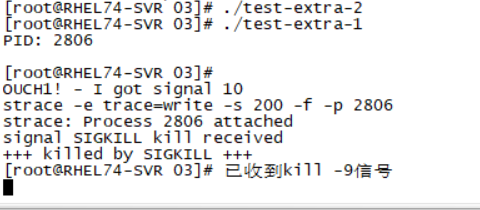 [root@RHEL74-SVR 03]# ./test-extra-2
[root@RHEL74-SVR 03]# ./test-extra-1
PID: 2806
[root@RHEL74-SVR 03]#
OUCH1! - I got signal 10
strace -e trace=write -s 200 -f -p 2806
strace: Process 2806 attached
signal SIGKILL kill received
+++ killed by SIGKILL +++
[root@RHEL74-SVR 03]# 已收到kill -9信号